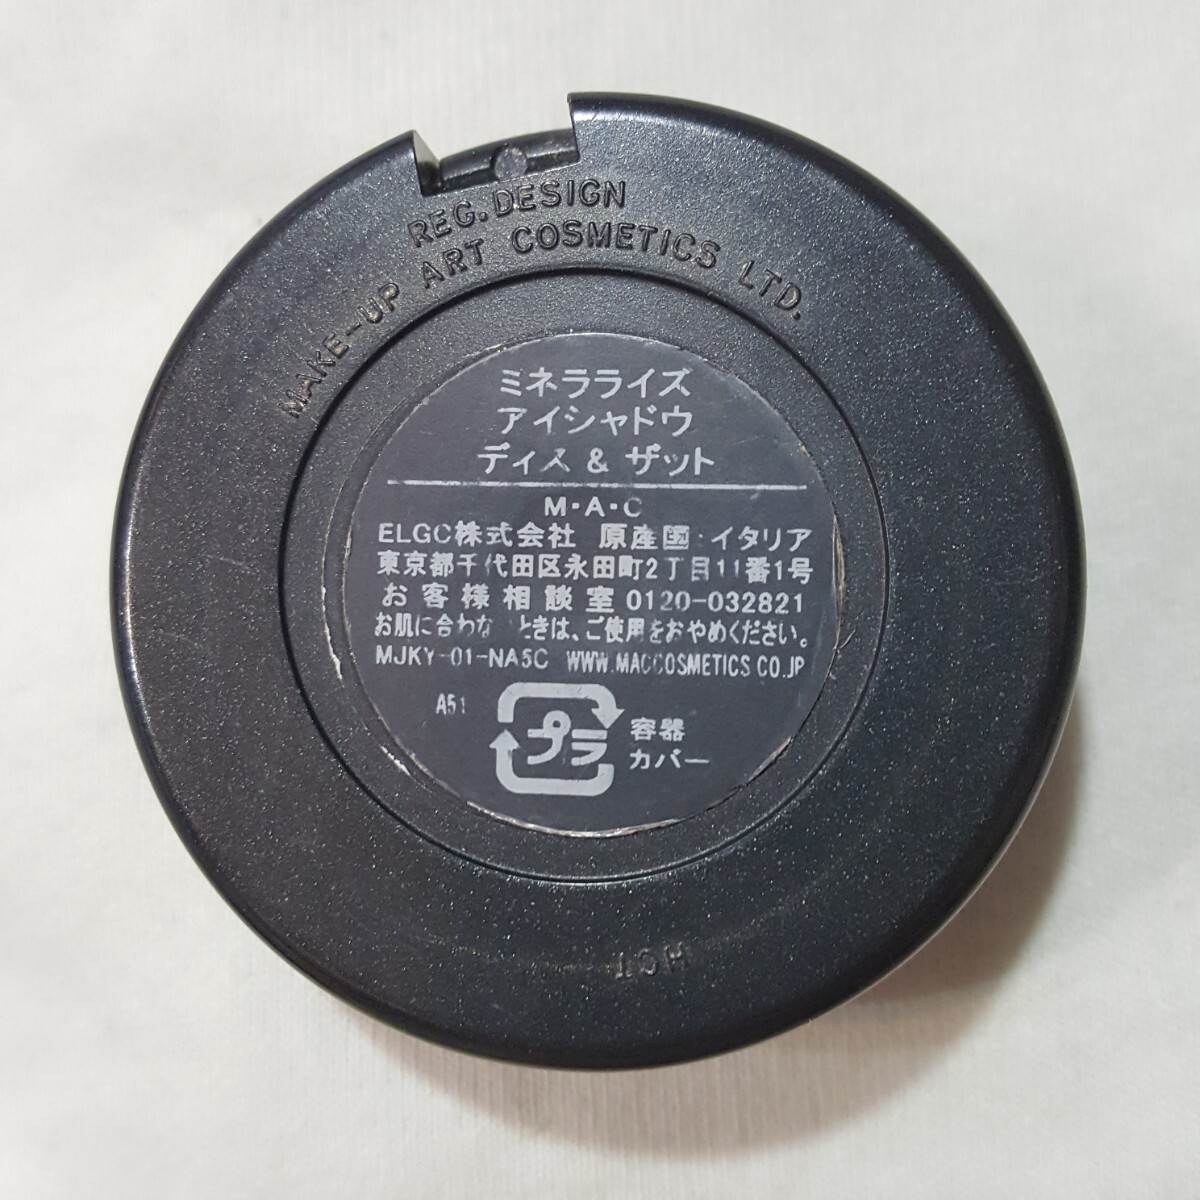 REG. DESIGN
MAKE-UP ART COSMETICS LTD.
ミネラライズ
アイシャドウ
ディス & ザット
M・A・C
ELGC株式会社 原産国:イタリア
東京都千代田区永田町2丁目11番1号
お客様相談室 0120-032821
お肌に合わな ときは、ご使用をおやめください。
MJKY-01-NA5C WWW.MACCOSMETICS.CO.JP
A51
プラ
容器
カバー